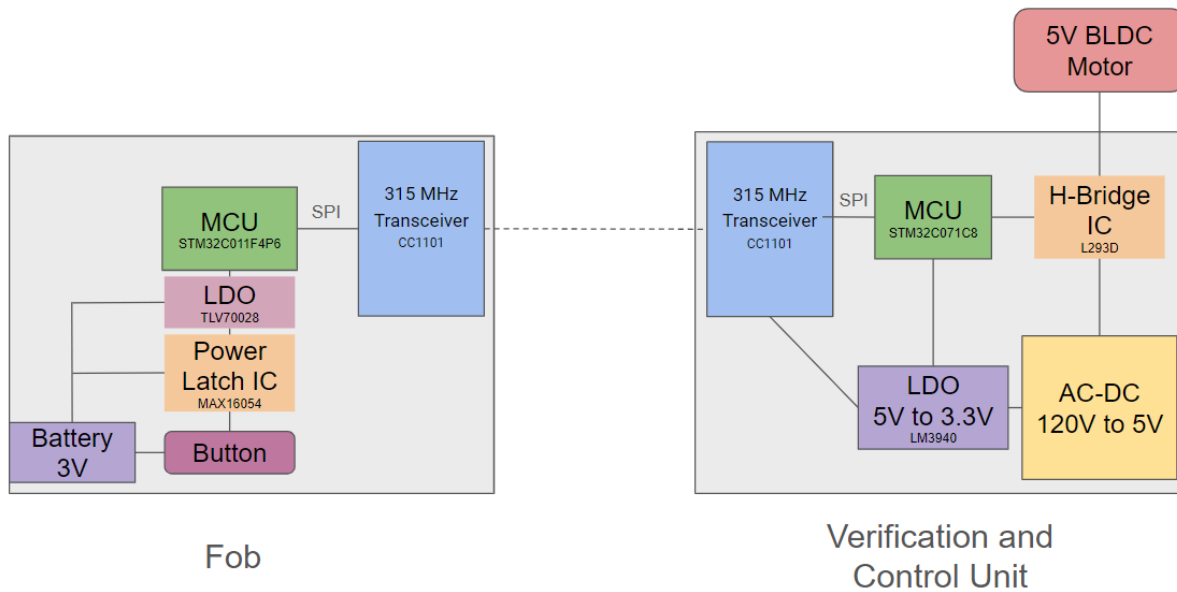 5V BLDC
Motor
MCU
STM32C011F4P6
SPI
315 MHz
Transceiver
CC1101
LDO
TLV70028
Power
Latch IC
MAX16054
Battery
3V
Button
Fob
315 MHz
Transceiver
CC1101
SPI
MCU
STM32C071C8
H-Bridge
IC
L293D
LDO
5V to 3.3V
LM3940
AC-DC
120V to 5V
Verification and
Control Unit